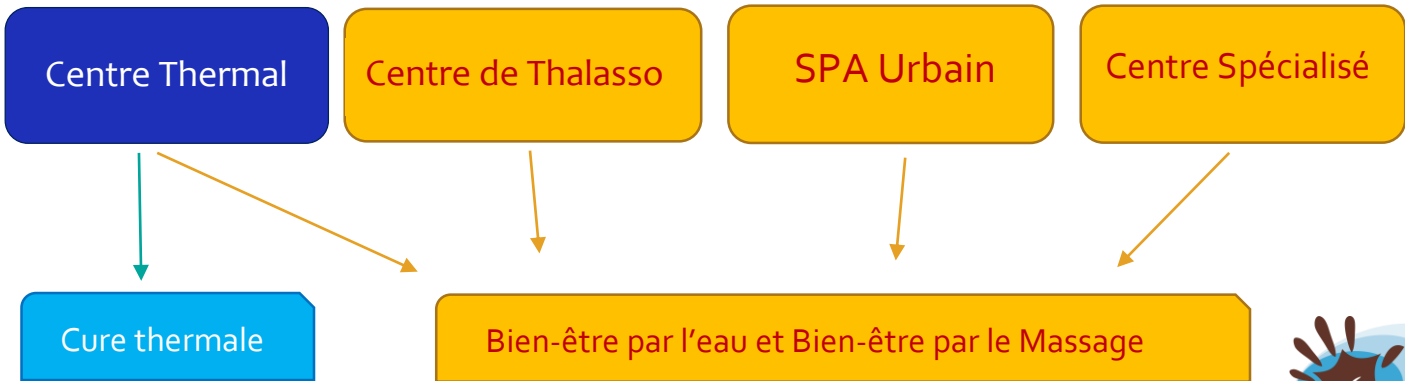 Centre Thermal
Centre de Thalasso
SPA Urbain
Centre Spécialisé
Cure thermale
Bien-être par l'eau et Bien-être par le Massage